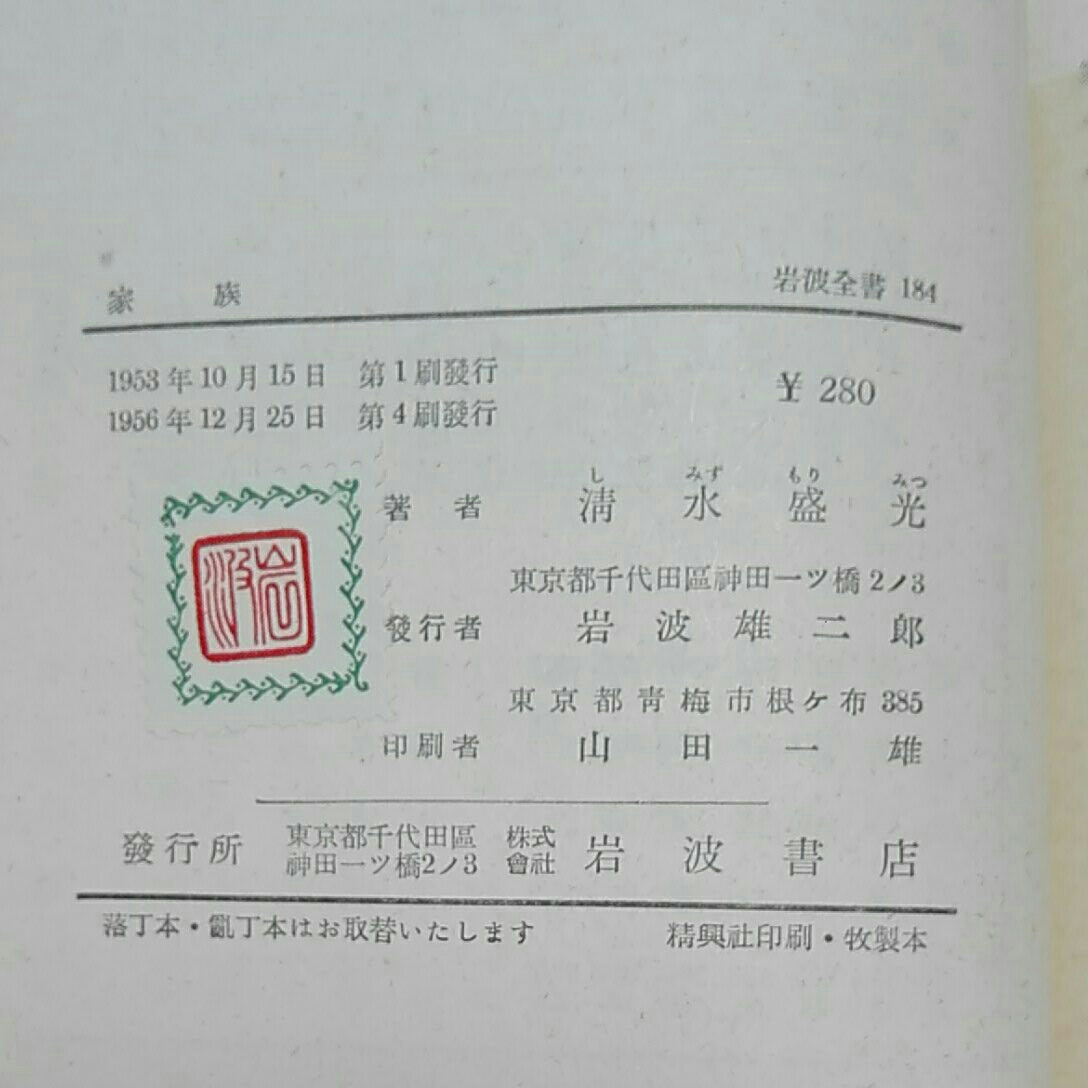 家族
岩波全書 184
1953年10月15日 第1刷發行
1956年12月25日 第4刷發行
¥ 280
し みず もり みつ
著者 淸水盛光
東京都千代田區神田一ツ橋2ノ3
發行者 岩波雄二郎
東京都靑梅市根ケ布385
印刷者 山田一雄
岩波
發行所 東京都千代田區神田一ツ橋2ノ3 株式會社 岩波書店
落丁本・亂丁本はお取替いたします
精興社印刷・牧製本